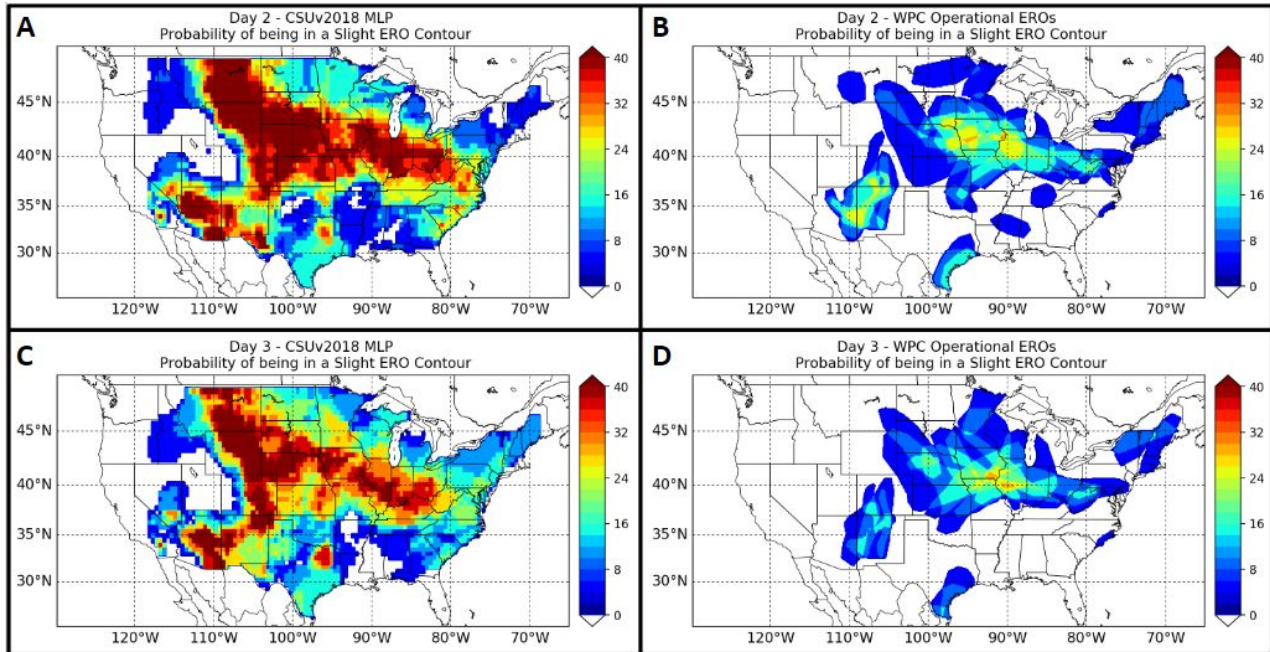 A
Day 2 - CSUv2018 MLP
Probability of being in a Slight ERO Contour
45°N
40°N
35°N
30°N
120°W 110°W 100°W 90°W 80°W 70°W
40
32
24
16
8
0
B
Day 2 - WPC Operational EROs
Probability of being in a Slight ERO Contour
45°N
40°N
35°N
30°N
120°W 110°W 100°W 90°W 80°W 70°W
40
32
24
16
8
0
C
Day 3 - CSUv2018 MLP
Probability of being in a Slight ERO Contour
45°N
40°N
35°N
30°N
120°W 110°W 100°W 90°W 80°W 70°W
40
32
24
16
8
0
D
Day 3 - WPC Operational EROs
Probability of being in a Slight ERO Contour
45°N
40°N
35°N
30°N
120°W 110°W 100°W 90°W 80°W 70°W
40
32
24
16
8
0